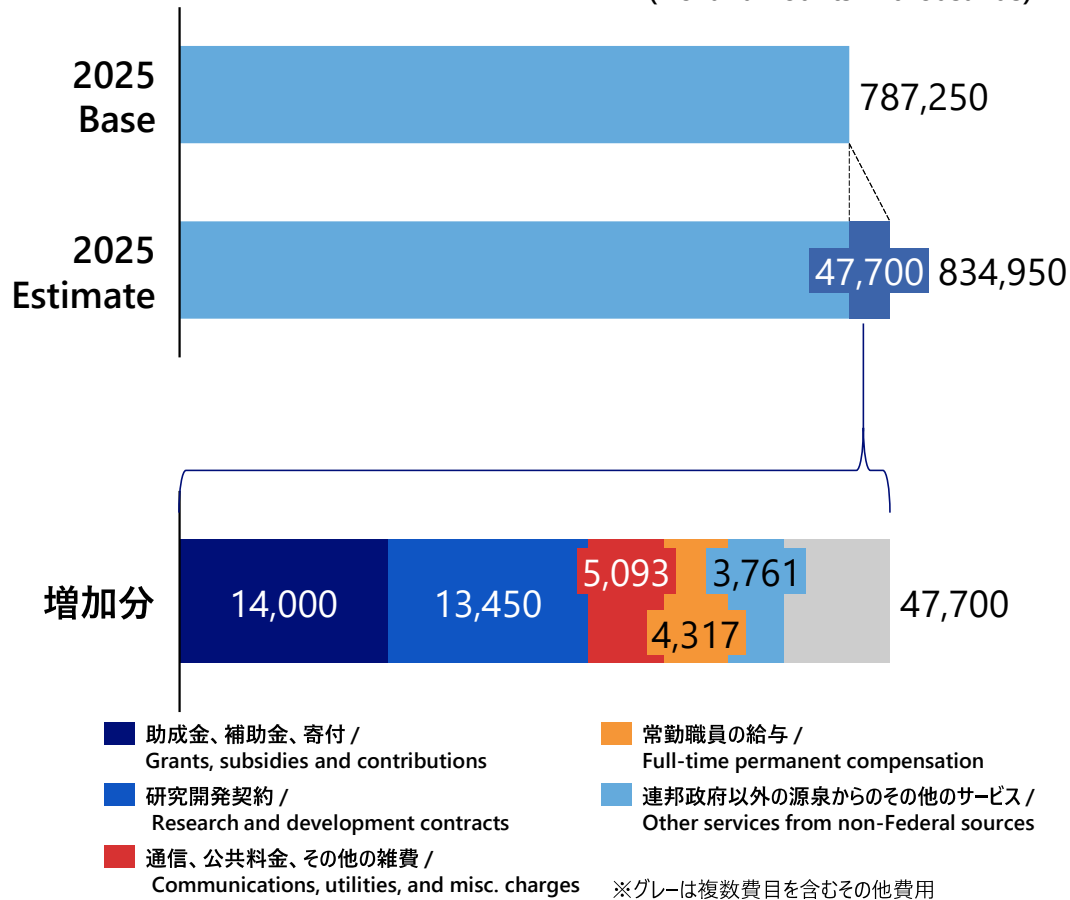 2025
Base
787,250
2025
Estimate
47,700
834,950
増加分
14,000
13,450
5,093
4,317
3,761
47,700
助成金、補助金、寄付 /
Grants, subsidies and contributions
研究開発契約 /
Research and development contracts
通信、公共料金、その他の雑費 /
Communications, utilities, and misc. charges
常勤職員の給与 /
Full-time permanent compensation
連邦政府以外の源泉からのその他のサービス /
Other services from non-Federal sources
※グレーは複数費目を含むその他費用